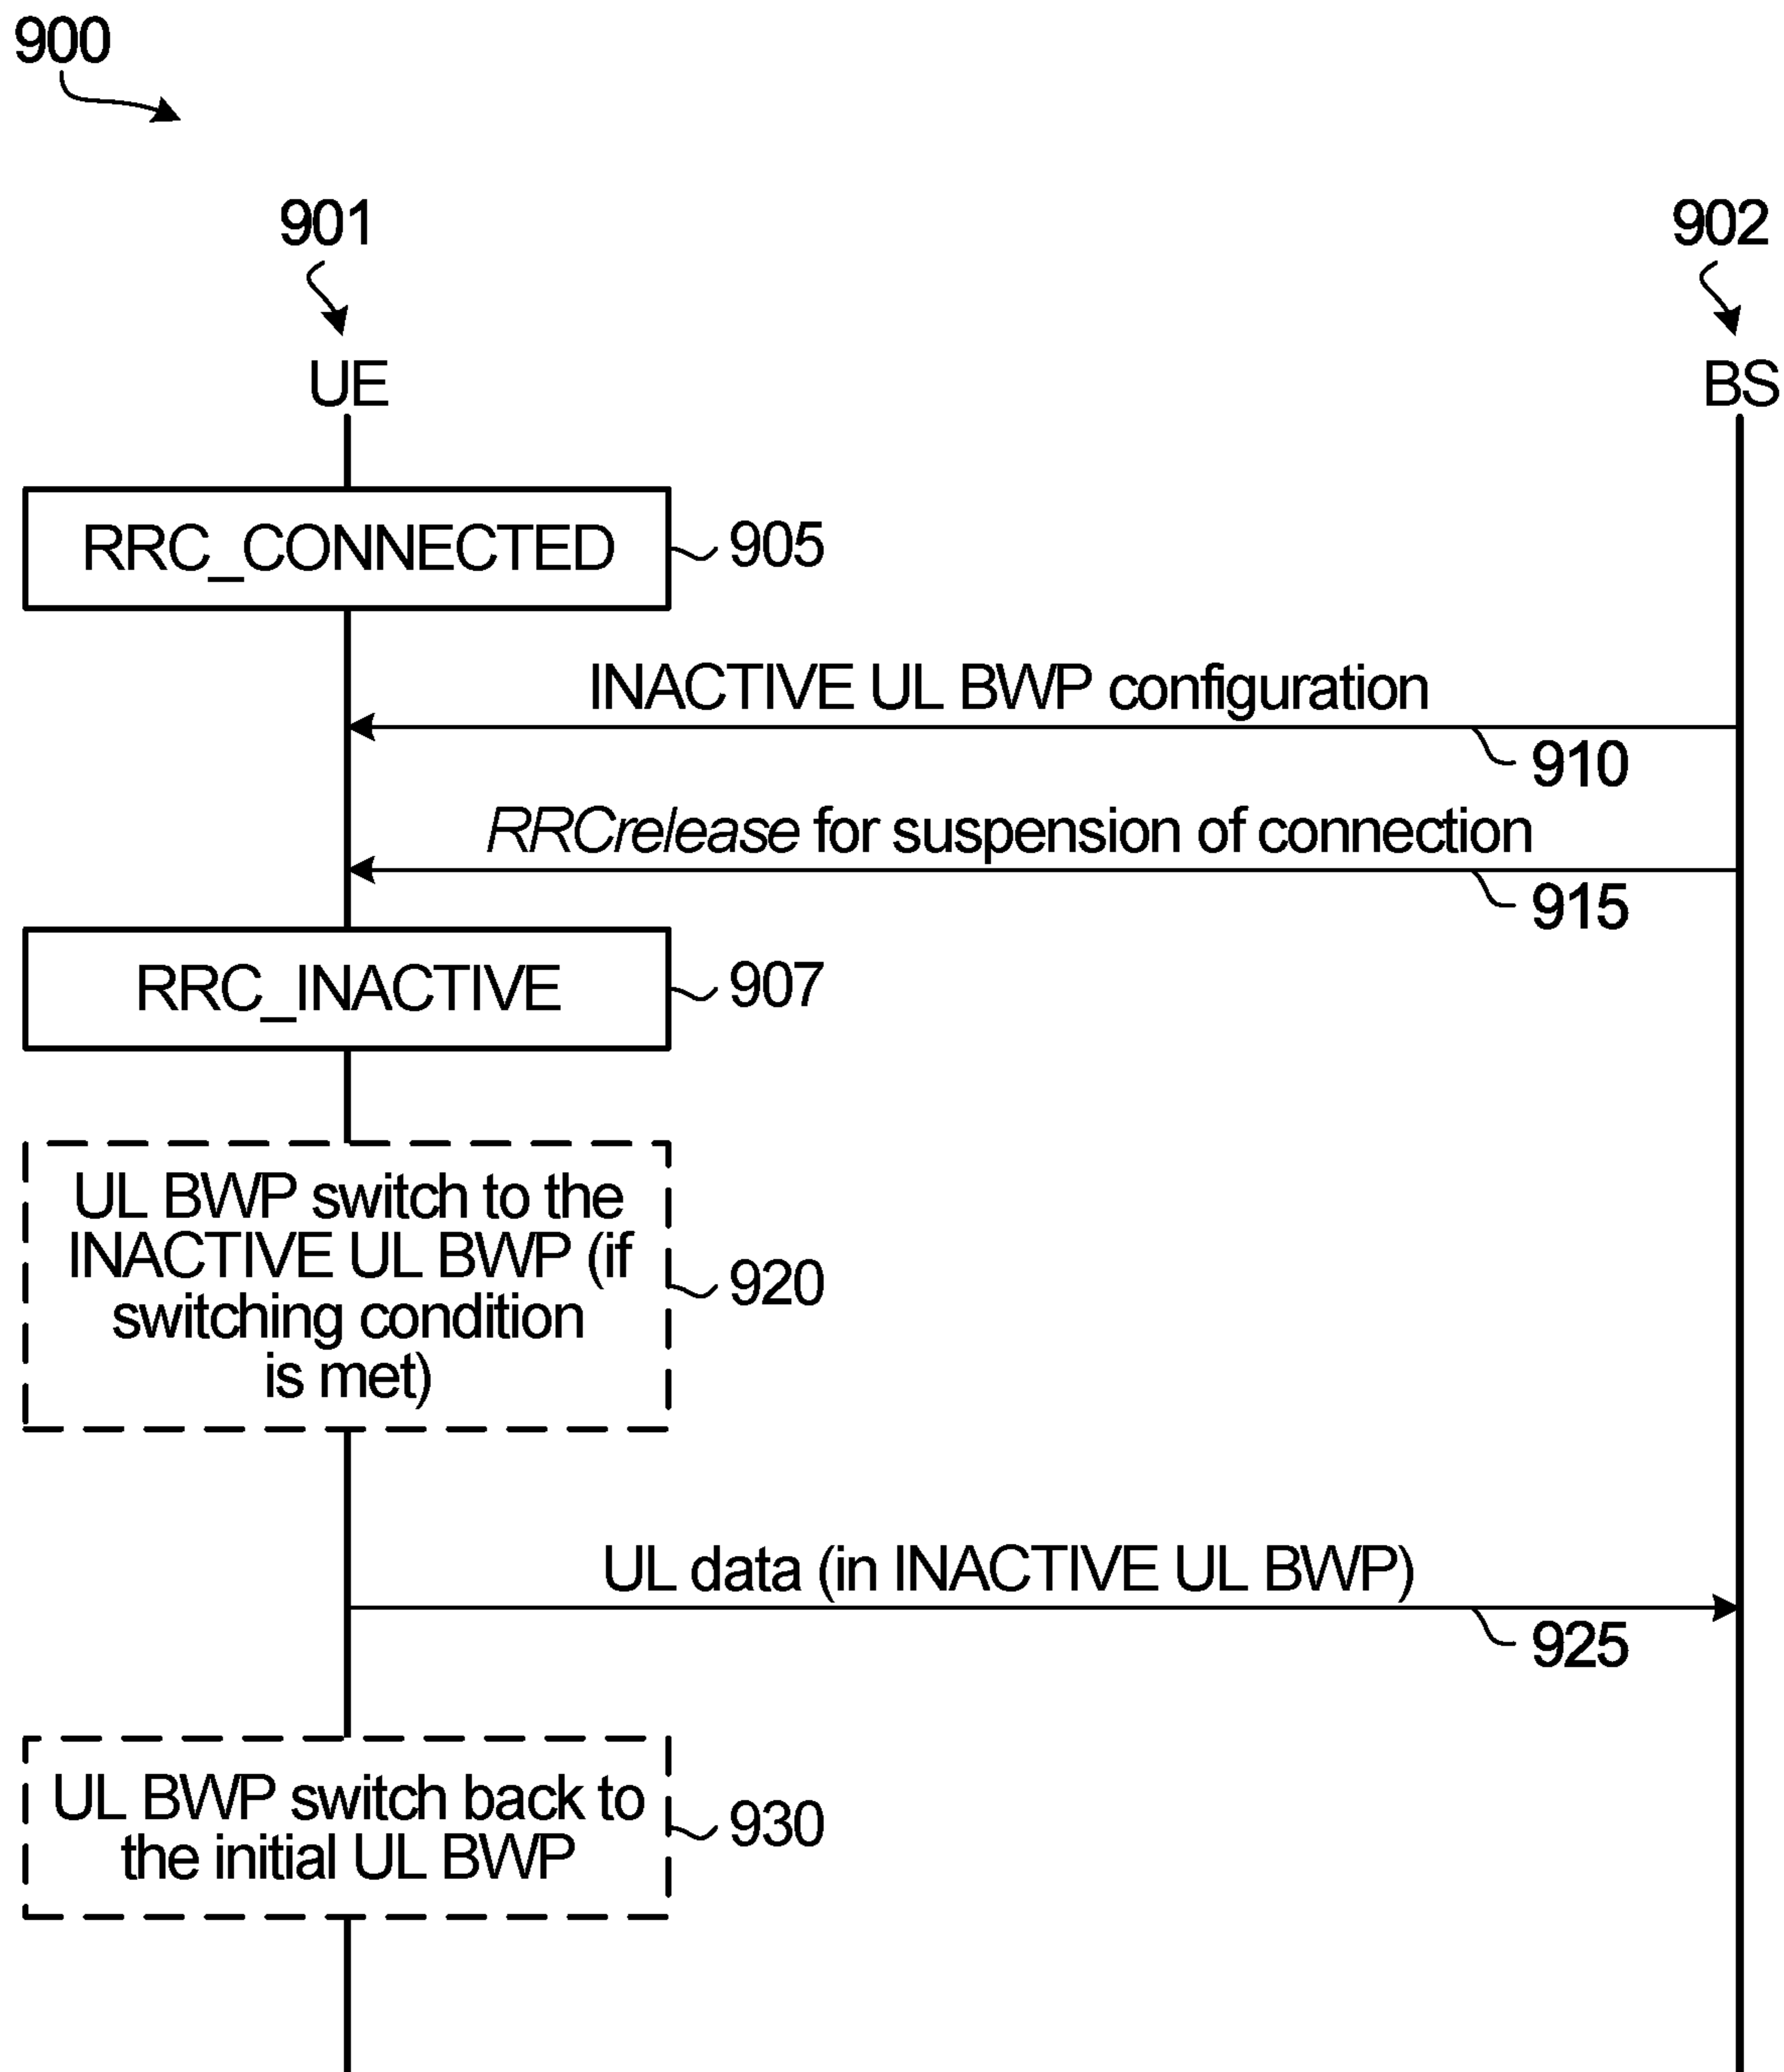 900
901
902
UE
BS
RRC_CONNECTED
905
INACTIVE UL BWP configuration
910
RRCrelease for suspension of connection
915
RRC_INACTIVE
907
UL BWP switch to the
INACTIVE UL BWP (if
switching condition
is met)
920
UL data (in INACTIVE UL BWP)
925
UL BWP switch back to
the initial UL BWP
930